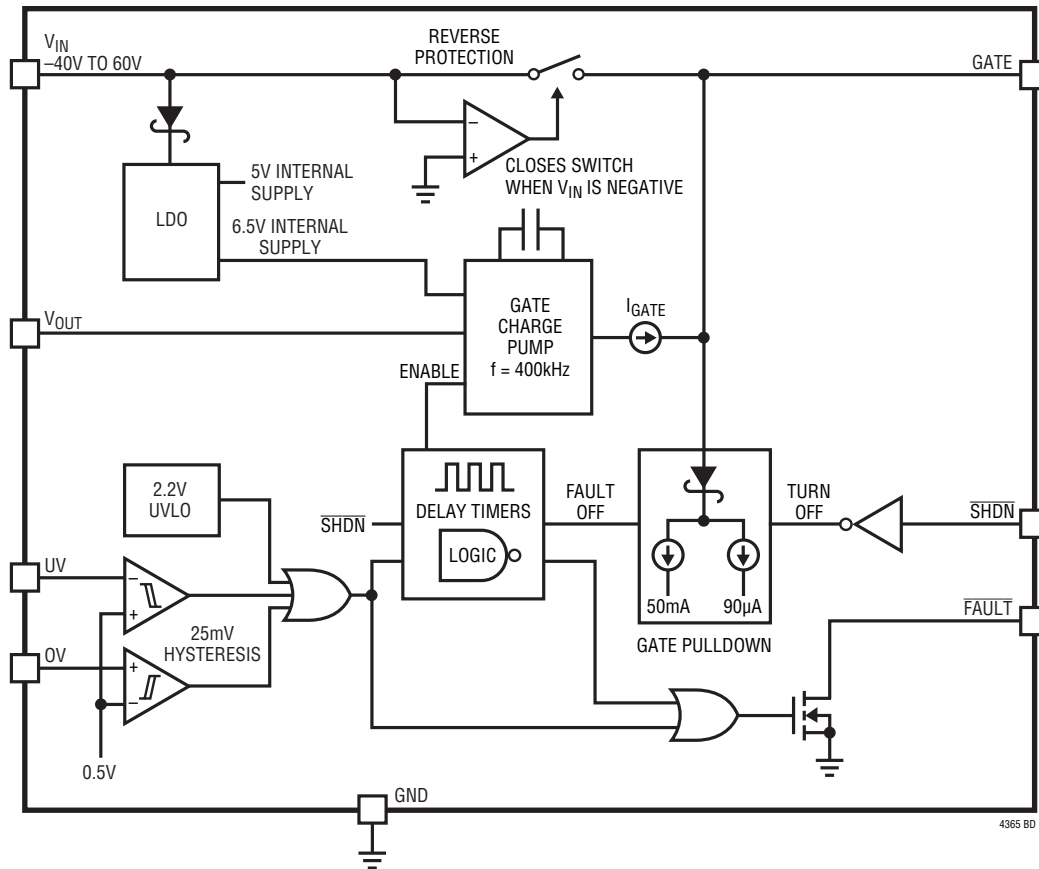 VIN
–40V TO 60V
REVERSE
PROTECTION
GATE
–
+
CLOSES SWITCH
WHEN VIN IS NEGATIVE
LDO
5V INTERNAL
SUPPLY
6.5V INTERNAL
SUPPLY
VOUT
GATE
CHARGE
PUMP
f = 400kHz
IGATE
ENABLE
2.2V
UVLO
SHDN
DELAY TIMERS
LOGIC
FAULT
OFF
TURN
OFF
SHDN
50mA
90µA
GATE PULLDOWN
FAULT
UV
–
+
25mV
HYSTERESIS
OV
+
–
0.5V
GND
4365 BD